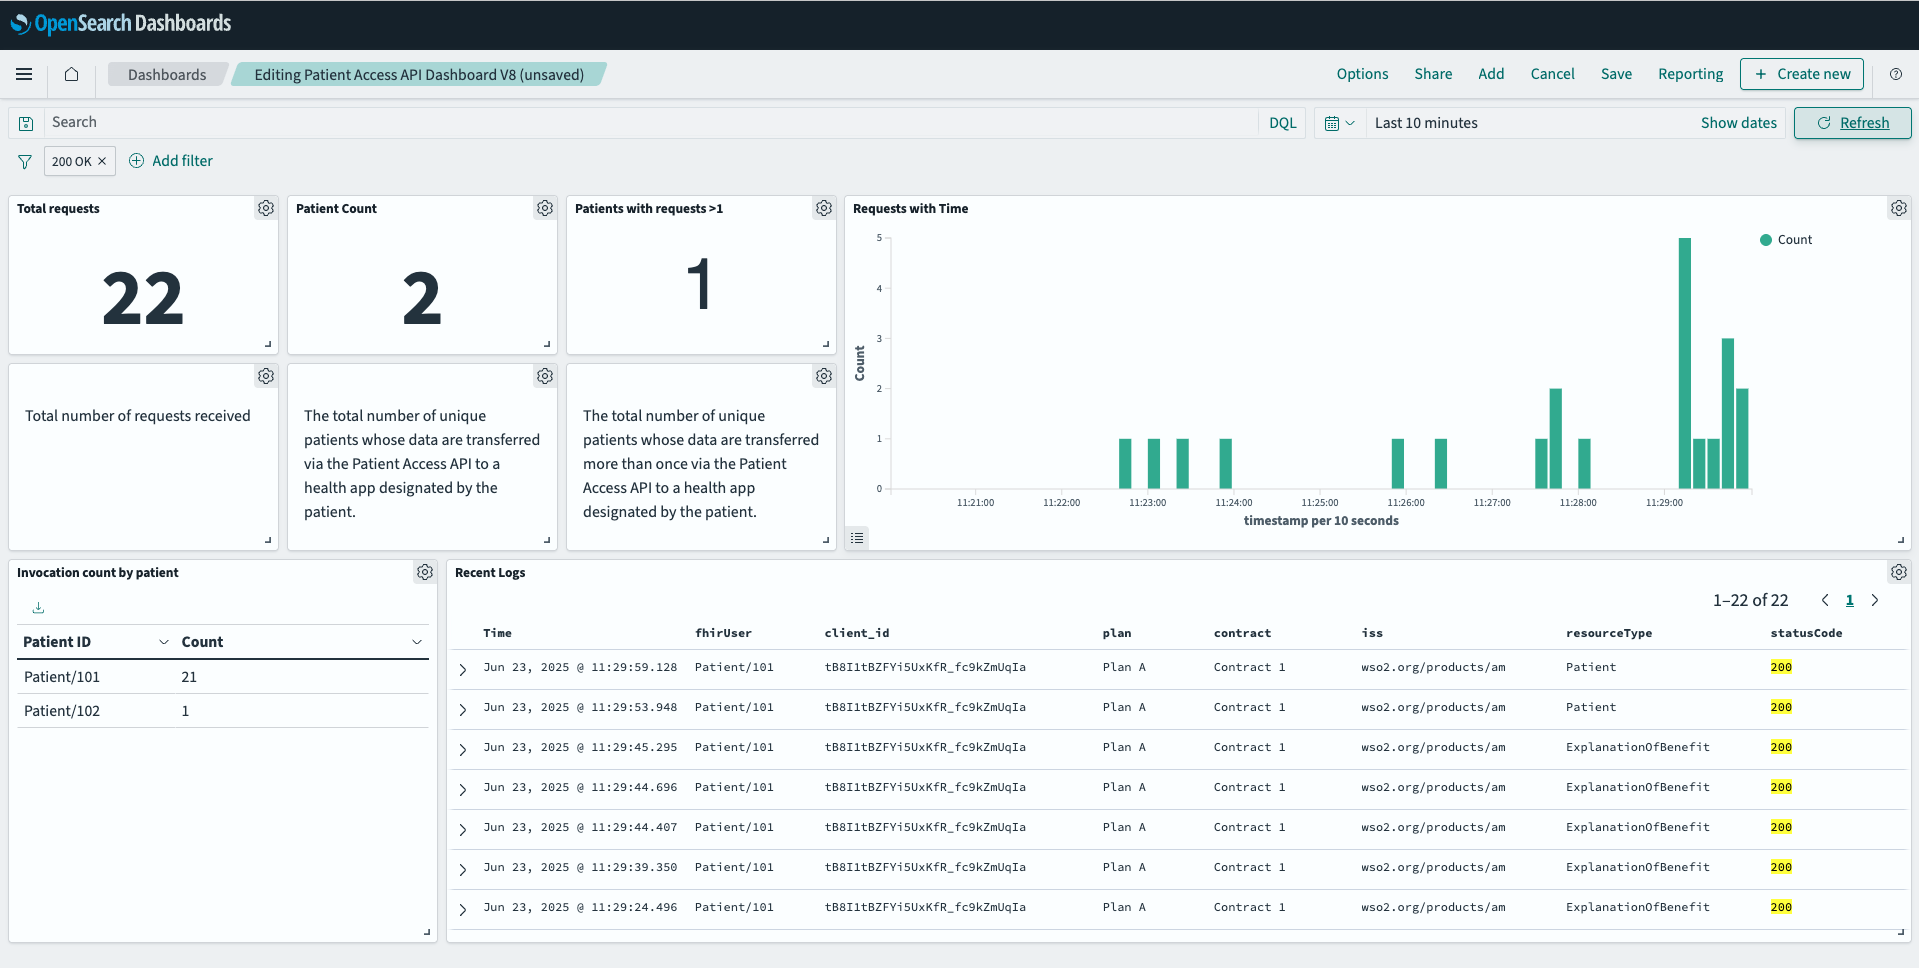 OpenSearch Dashboards
Dashboards
Editing Patient Access API Dashboard V8 (unsaved)
Options Share Add Cancel Save Reporting Create new
Search
DQL
Last 10 minutes
Show dates
Refresh
200 OK ×
Add filter
Total requests
22
Patient Count
2
Patients with requests >1
1
Total number of requests received
The total number of unique
patients whose data are transferred
via the Patient Access API to a
health app designated by the
patient.
The total number of unique
patients whose data are transferred
more than once via the Patient
Access API to a health app
designated by the patient.
Requests with Time
Count
5
4
3
2
1
0
Count
11:21:00 11:22:00 11:23:00 11:24:00 11:25:00 11:26:00 11:27:00 11:28:00 11:29:00
timestamp per 10 seconds
Invocation count by patient
Patient ID Count
Patient/101 21
Patient/102 1
Recent Logs
1–22 of 22 1
Time fhirUser client_id plan contract iss resourceType statusCode
Jun 23, 2025 @ 11:29:59.128 Patient/101 tB8I1tBZFYi5UxKfR_fc9kZmUqIa Plan A Contract 1 wso2.org/products/am Patient 200
Jun 23, 2025 @ 11:29:53.948 Patient/101 tB8I1tBZFYi5UxKfR_fc9kZmUqIa Plan A Contract 1 wso2.org/products/am Patient 200
Jun 23, 2025 @ 11:29:45.295 Patient/101 tB8I1tBZFYi5UxKfR_fc9kZmUqIa Plan A Contract 1 wso2.org/products/am ExplanationOfBenefit 200
Jun 23, 2025 @ 11:29:44.696 Patient/101 tB8I1tBZFYi5UxKfR_fc9kZmUqIa Plan A Contract 1 wso2.org/products/am ExplanationOfBenefit 200
Jun 23, 2025 @ 11:29:44.407 Patient/101 tB8I1tBZFYi5UxKfR_fc9kZmUqIa Plan A Contract 1 wso2.org/products/am ExplanationOfBenefit 200
Jun 23, 2025 @ 11:29:39.350 Patient/101 tB8I1tBZFYi5UxKfR_fc9kZmUqIa Plan A Contract 1 wso2.org/products/am ExplanationOfBenefit 200
Jun 23, 2025 @ 11:29:24.496 Patient/101 tB8I1tBZFYi5UxKfR_fc9kZmUqIa Plan A Contract 1 wso2.org/products/am ExplanationOfBenefit 200